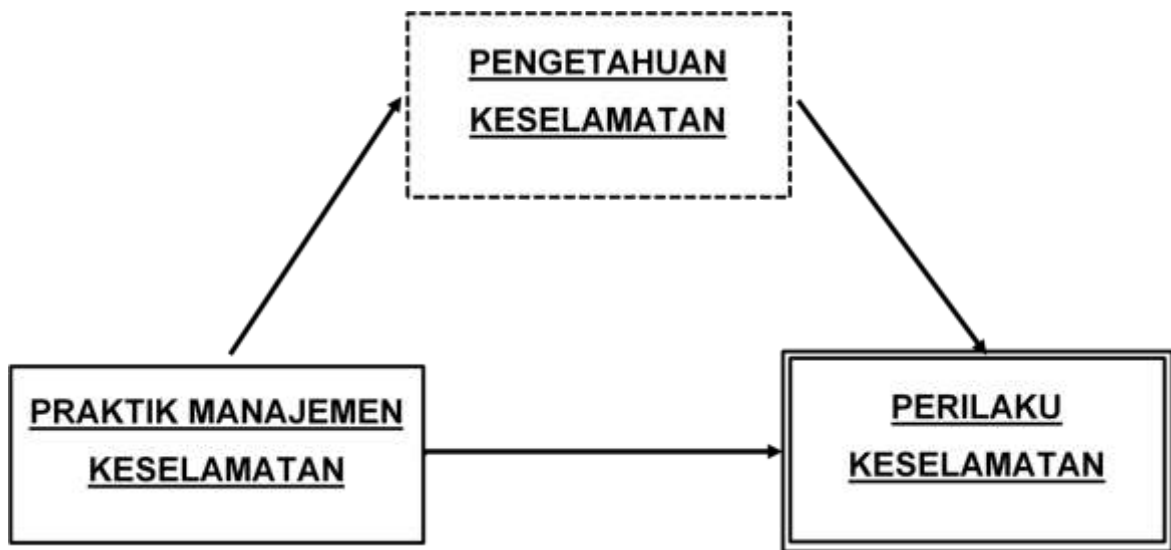 PENGETAHUAN
KESELAMATAN
PRAKTIK MANAJEMEN
KESELAMATAN
PERILAKU
KESELAMATAN